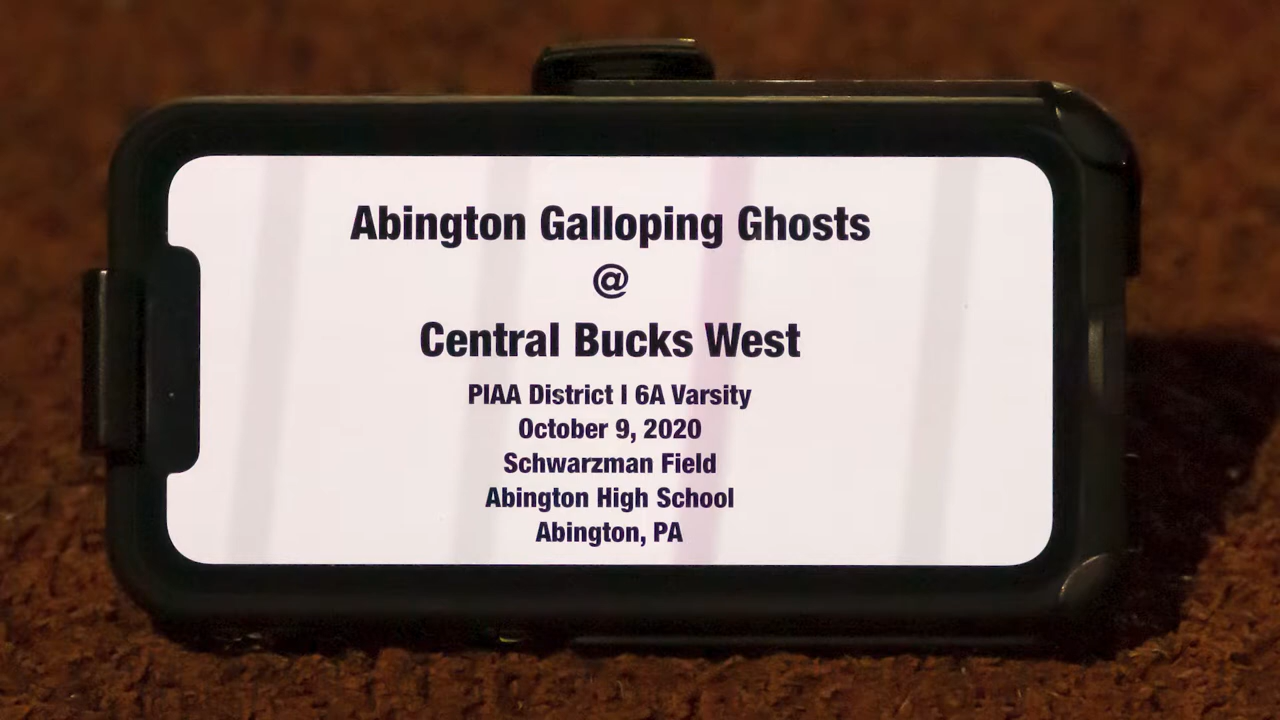 Abington Galloping Ghosts
@
Central Bucks West
PIAA District I 6A Varsity
October 9, 2020
Schwarzman Field
Abington High School
Abington, PA